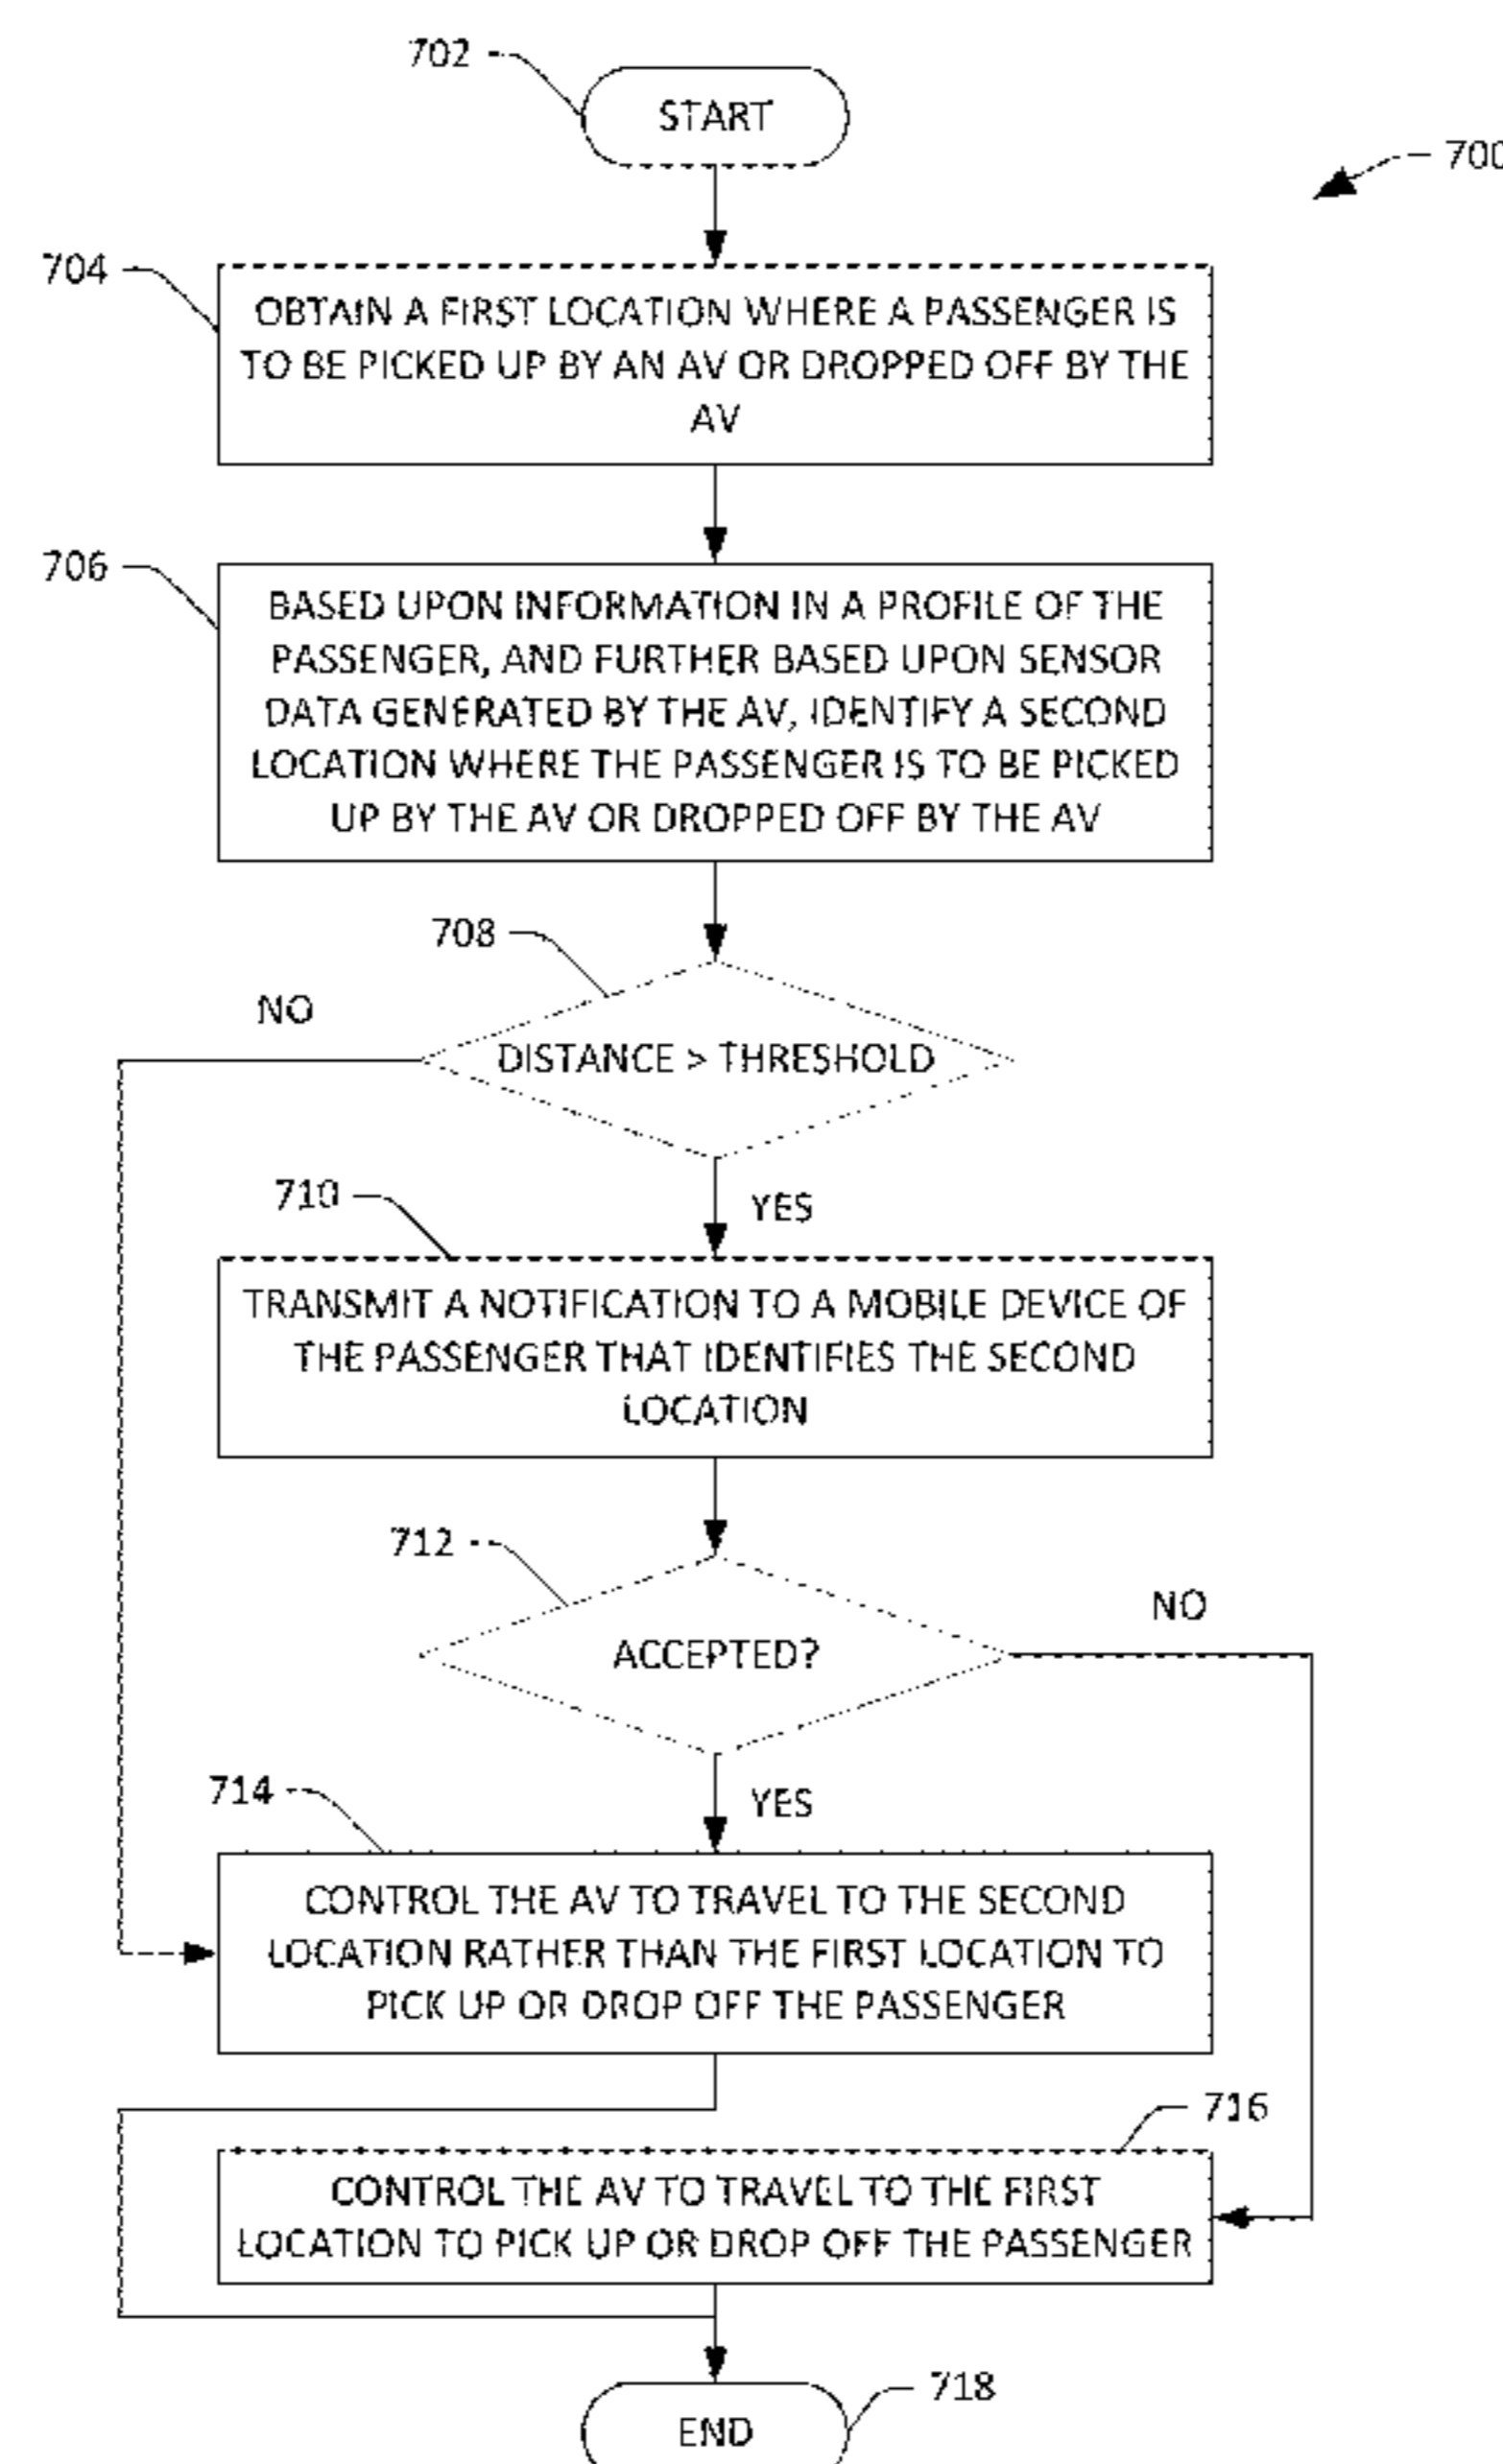 702
START
700
704
OBTAIN A FIRST LOCATION WHERE A PASSENGER IS
TO BE PICKED UP BY AN AV OR DROPPED OFF BY THE
AV
706
BASED UPON INFORMATION IN A PROFILE OF THE
PASSENGER, AND FURTHER BASED UPON SENSOR
DATA GENERATED BY THE AV, IDENTIFY A SECOND
LOCATION WHERE THE PASSENGER IS TO BE PICKED
UP BY THE AV OR DROPPED OFF BY THE AV
708
NO
DISTANCE > THRESHOLD
710
YES
TRANSMIT A NOTIFICATION TO A MOBILE DEVICE OF
THE PASSENGER THAT IDENTIFIES THE SECOND
LOCATION
712
NO
ACCEPTED?
714
YES
CONTROL THE AV TO TRAVEL TO THE SECOND
LOCATION RATHER THAN THE FIRST LOCATION TO
PICK UP OR DROP OFF THE PASSENGER
716
CONTROL THE AV TO TRAVEL TO THE FIRST
LOCATION TO PICK UP OR DROP OFF THE PASSENGER
718
END